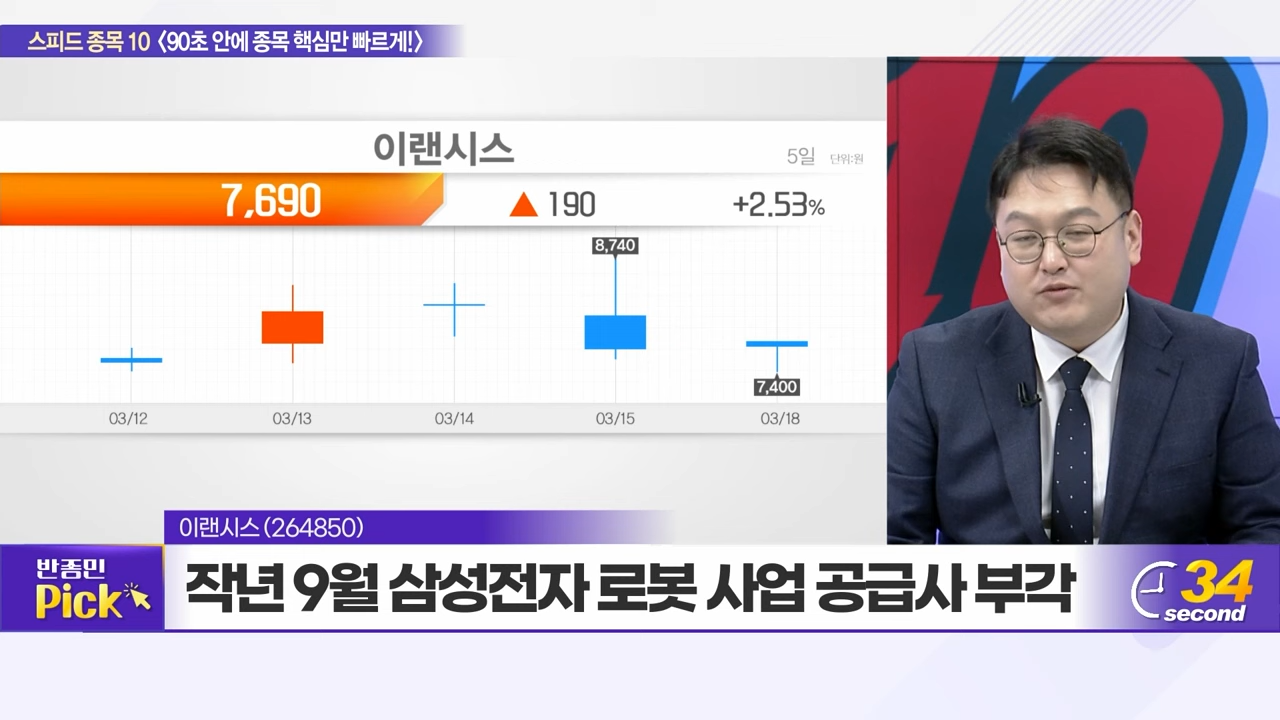 스피드 종목 10 〈90초 안에 종목 핵심만 빠르게!〉
이랜시스
5일 단위:원
7,690 ▲ 190 +2.53%
8,740
7,400
03/12 03/13 03/14 03/15 03/18
이랜시스 (264850)
반종민
Pick
작년 9월 삼성전자 로봇 사업 공급사 부각
34
second